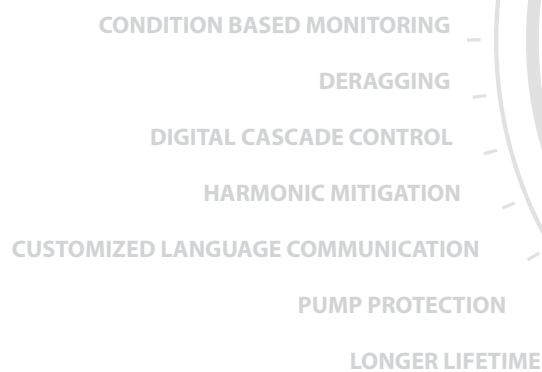 CONDITION BASED MONITORING
DERAGGING
DIGITAL CASCADE CONTROL
HARMONIC MITIGATION
CUSTOMIZED LANGUAGE COMMUNICATION
PUMP PROTECTION
LONGER LIFETIME